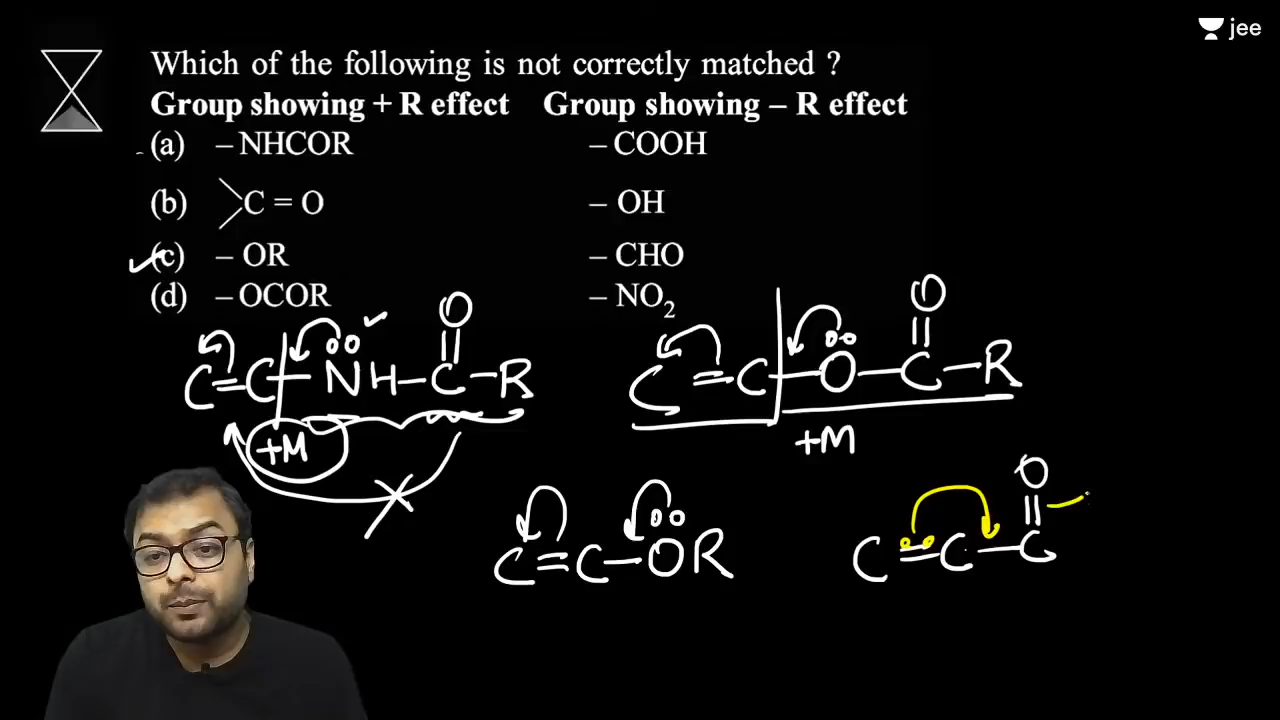 jee
Which of the following is not correctly matched ?
Group showing + R effect Group showing – R effect
(a) – NHCOR – COOH
(b) >C = O – OH
(c) – OR – CHO
(d) – OCOR – NO₂
O O
C=C–NH–C–R C=C–O–C–R
+M +M
O
C=C–OR C=C–C